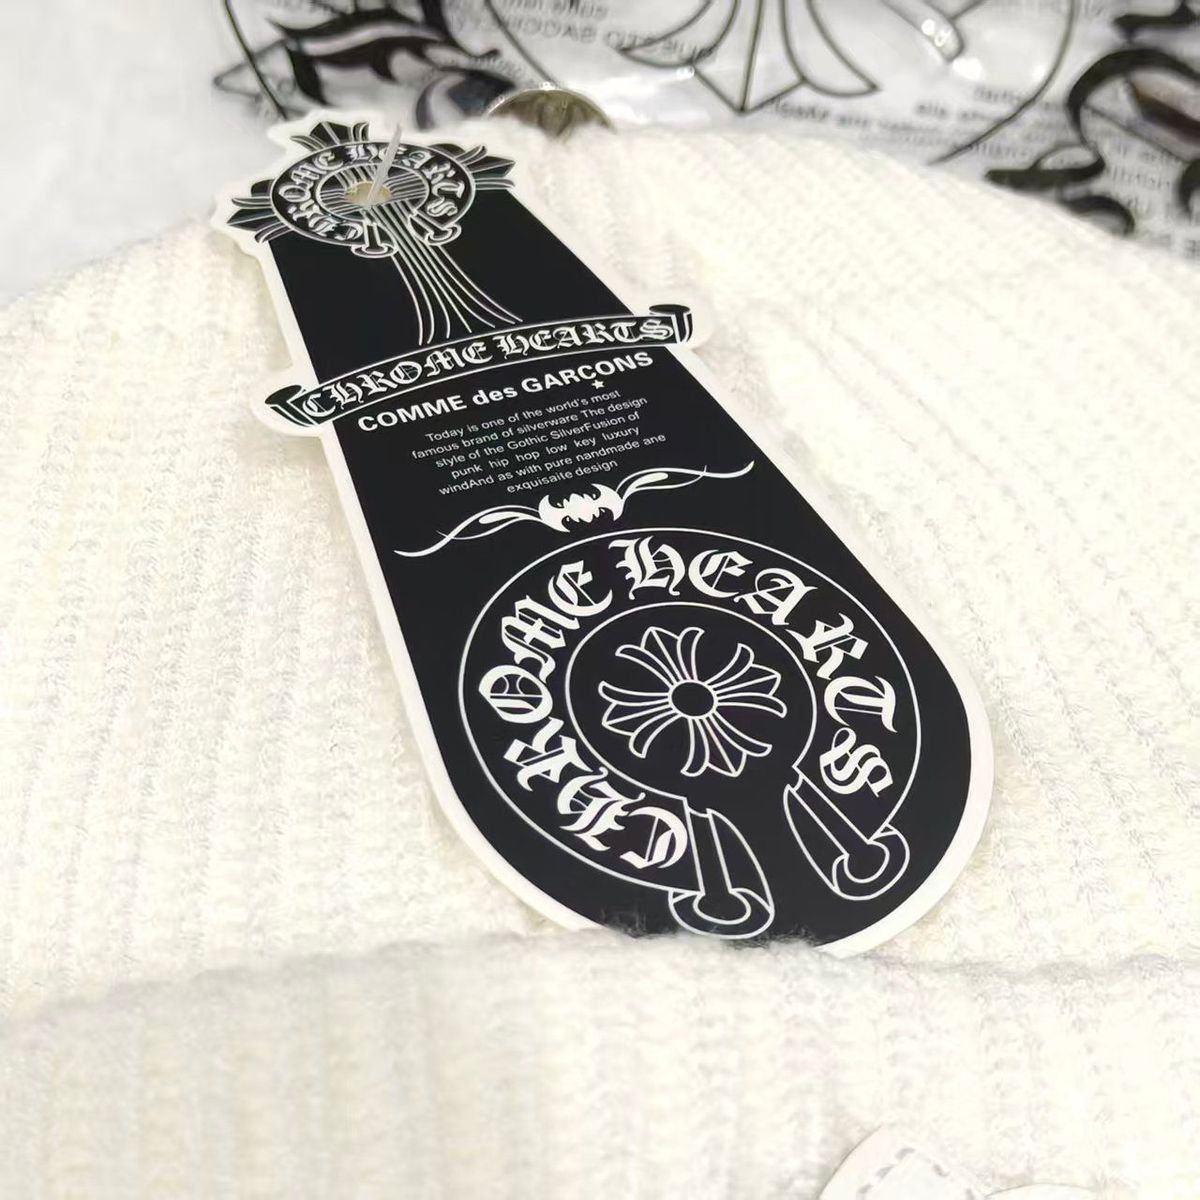 CHROME HEARTS
CHROME HEARTS
COMME des GARCONS
Today is one of the world's most
famous brand of silverware The design
style of the Gothic SilverFusion of
punk hip hop low key luxury
windAnd as with pure nandmade ane
exquisaite design
CHROME HEARTS